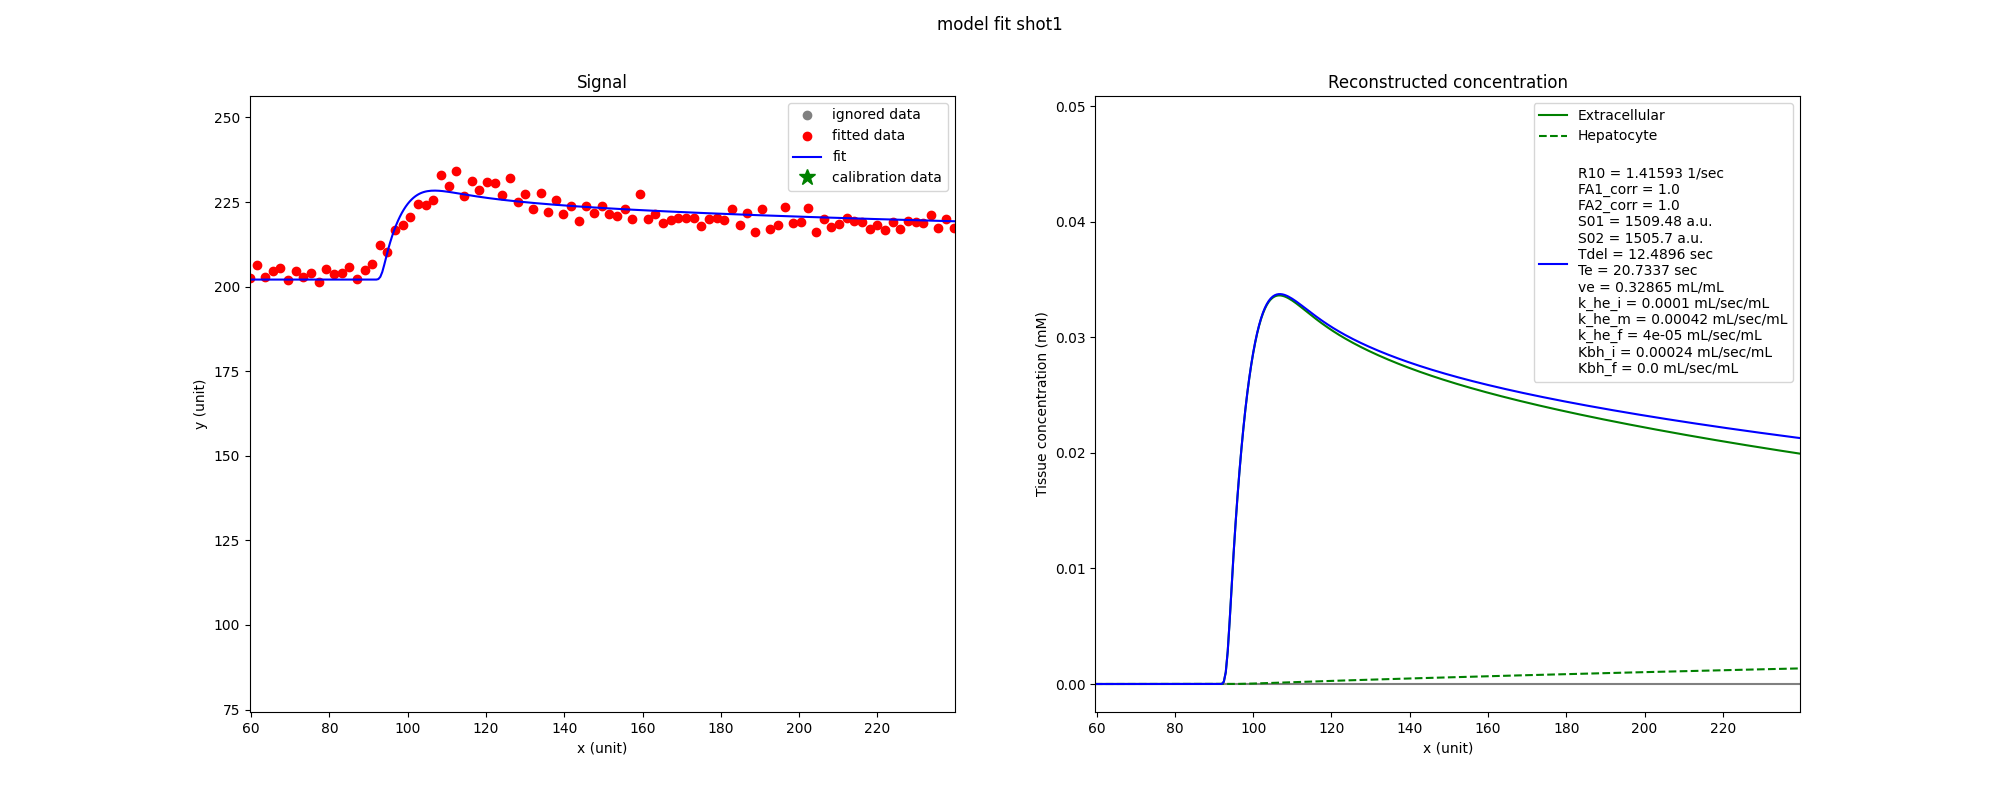 model fit shot1
Signal
250
225
200
175
150
125
100
75
y (unit)
60 80 100 120 140 160 180 200 220
x (unit)
ignored data
fitted data
fit
calibration data
Reconstructed concentration
0.05
0.04
0.03
0.02
0.01
0.00
Tissue concentration (mM)
60 80 100 120 140 160 180 200 220
x (unit)
Extracellular
Hepatocyte
R10 = 1.41593 1/sec
FA1_corr = 1.0
FA2_corr = 1.0
S01 = 1509.48 a.u.
S02 = 1505.7 a.u.
Tdel = 12.4896 sec
Te = 20.7337 sec
ve = 0.32865 mL/mL
k_he_i = 0.0001 mL/sec/mL
k_he_m = 0.00042 mL/sec/mL
k_he_f = 4e-05 mL/sec/mL
Kbh_i = 0.00024 mL/sec/mL
Kbh_f = 0.0 mL/sec/mL